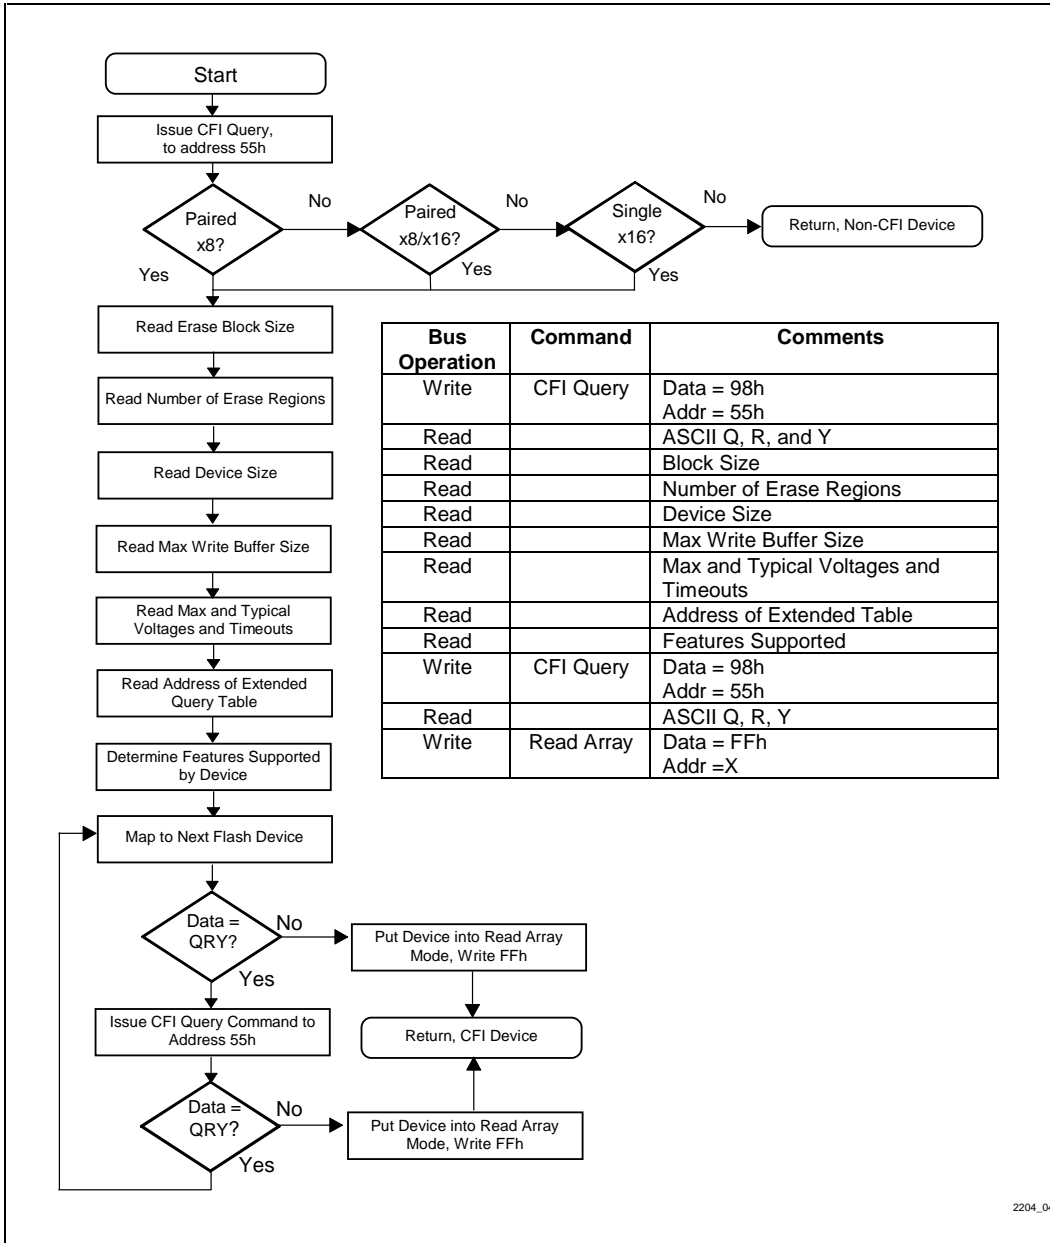 Start
Issue CFI Query,
to address 55h
Paired
x8?
No
Yes
Paired
x8/x16?
No
Yes
Single
x16?
No
Yes
Return, Non-CFI Device
Read Erase Block Size
Read Number of Erase Regions
Read Device Size
Read Max Write Buffer Size
Read Max and Typical
Voltages and Timeouts
Read Address of Extended
Query Table
Determine Features Supported
by Device
Map to Next Flash Device
Data =
QRY?
No
Yes
Put Device into Read Array
Mode, Write FFh
Issue CFI Query Command to
Address 55h
Return, CFI Device
Data =
QRY?
No
Yes
Put Device into Read Array
Mode, Write FFh
Bus
Operation
Command
Comments
Write CFI Query Data = 98h
Addr = 55h
Read ASCII Q, R, and Y
Read Block Size
Read Number of Erase Regions
Read Device Size
Read Max Write Buffer Size
Read Max and Typical Voltages and
Timeouts
Read Address of Extended Table
Read Features Supported
Write CFI Query Data = 98h
Addr = 55h
Read ASCII Q, R, Y
Write Read Array Data = FFh
Addr =X
2204_04